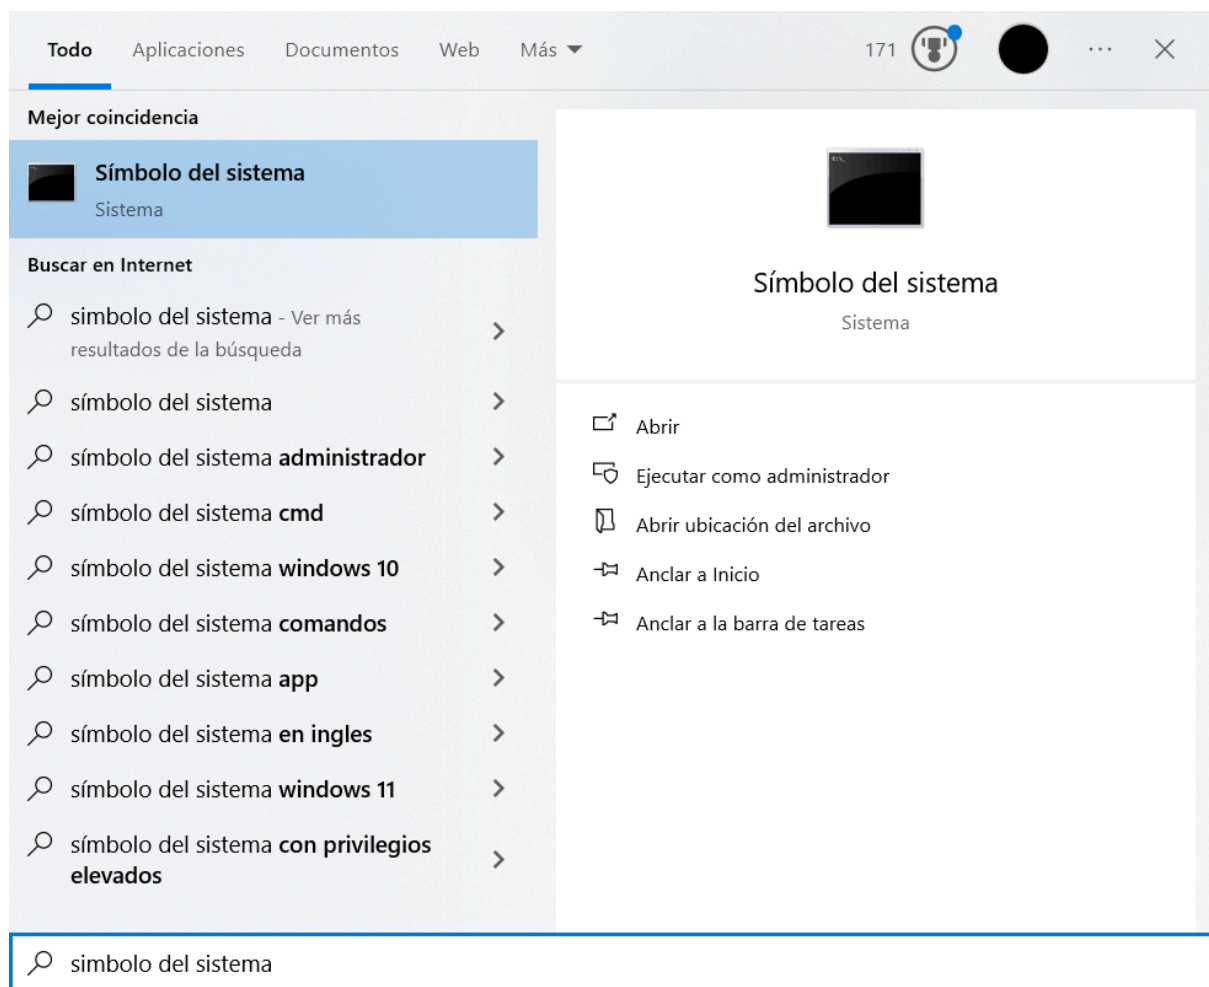 Todo Aplicaciones Documentos Web Más 171 ...
Mejor coincidencia
Símbolo del sistema
Sistema
Buscar en Internet
simbolo del sistema - Ver más
resultados de la búsqueda
símbolo del sistema
símbolo del sistema administrador
símbolo del sistema cmd
símbolo del sistema windows 10
símbolo del sistema comandos
símbolo del sistema app
símbolo del sistema en ingles
símbolo del sistema windows 11
símbolo del sistema con privilegios
elevados
Símbolo del sistema
Sistema
Abrir
Ejecutar como administrador
Abrir ubicación del archivo
Anclar a Inicio
Anclar a la barra de tareas
simbolo del sistema